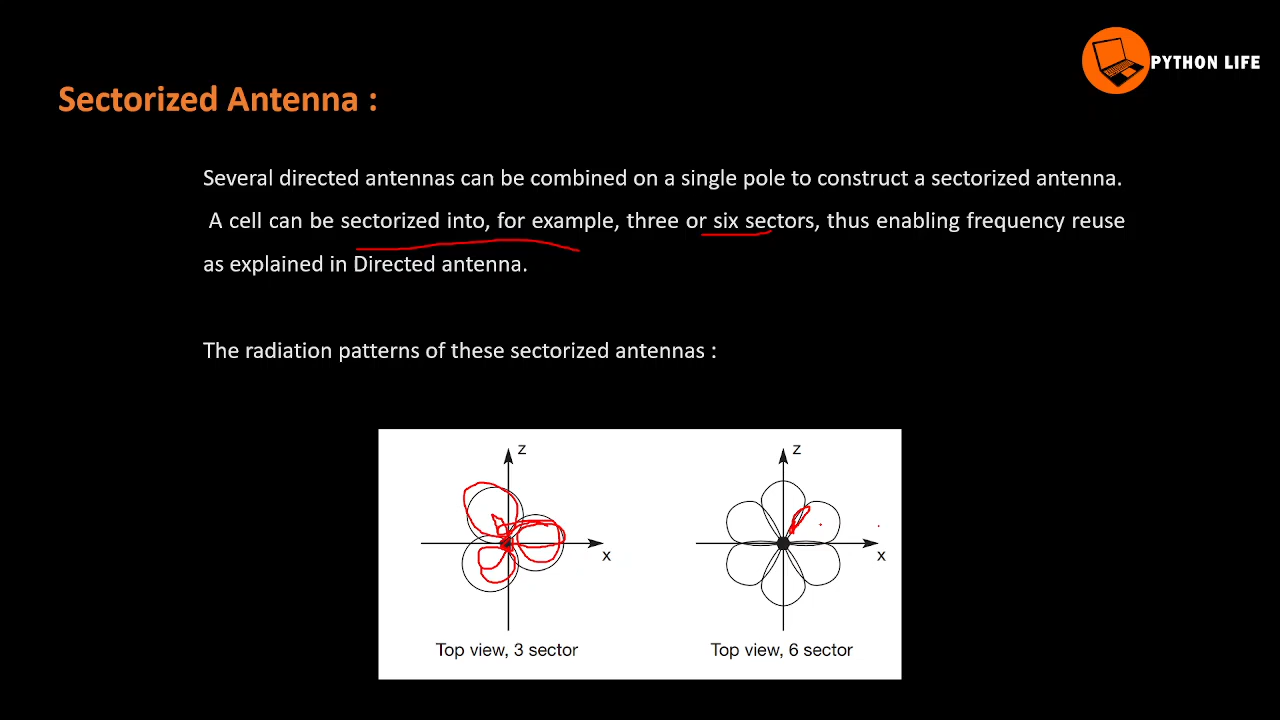 PYTHON LIFE
Sectorized Antenna :
Several directed antennas can be combined on a single pole to construct a sectorized antenna.
A cell can be sectorized into, for example, three or six sectors, thus enabling frequency reuse
as explained in Directed antenna.
The radiation patterns of these sectorized antennas :
z
x
Top view, 3 sector
z
x
Top view, 6 sector